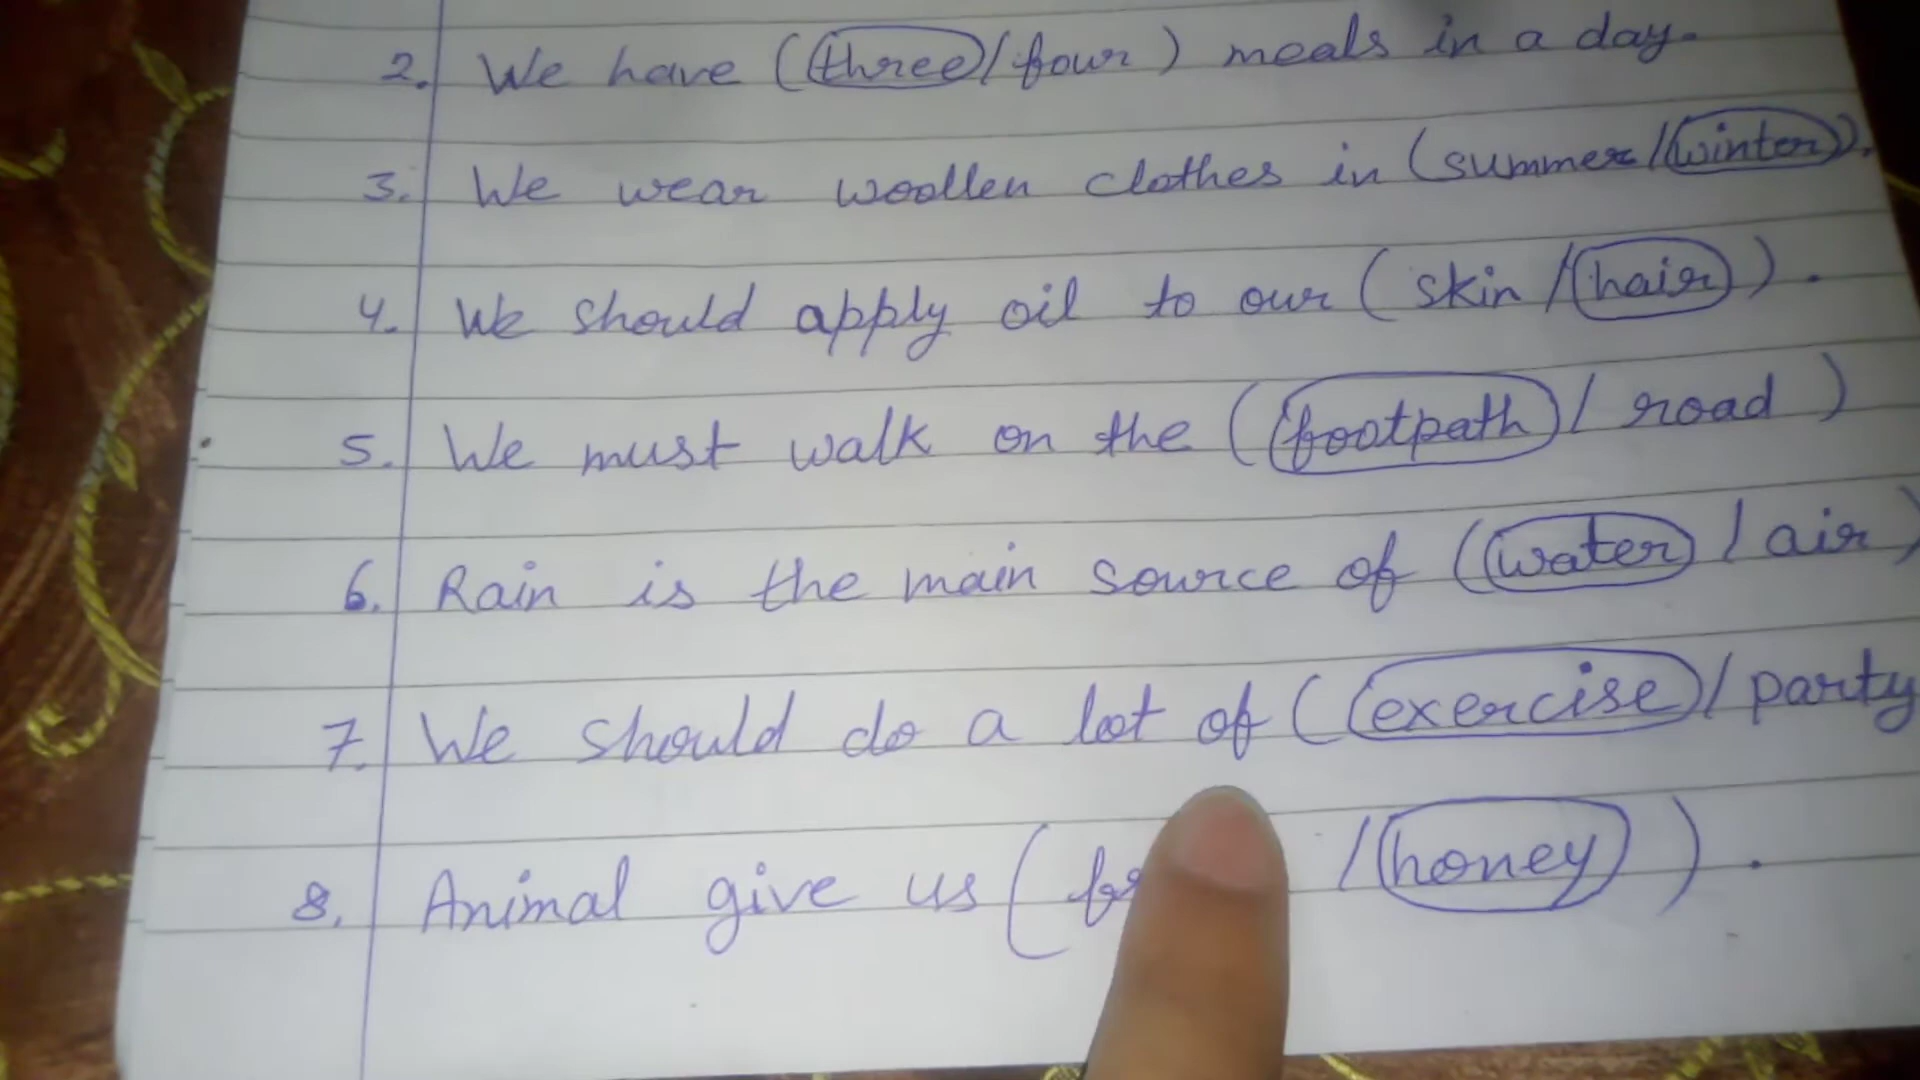 2. We have (three/four) meals in a day.
3. We wear woollen clothes in (summer/winter).
4. We should apply oil to our (skin/hair).
5. We must walk on the (footpath/road)
6. Rain is the main source of (water/air)
7. We should do a lot of (exercise/party
8. Animal give us ( /honey).